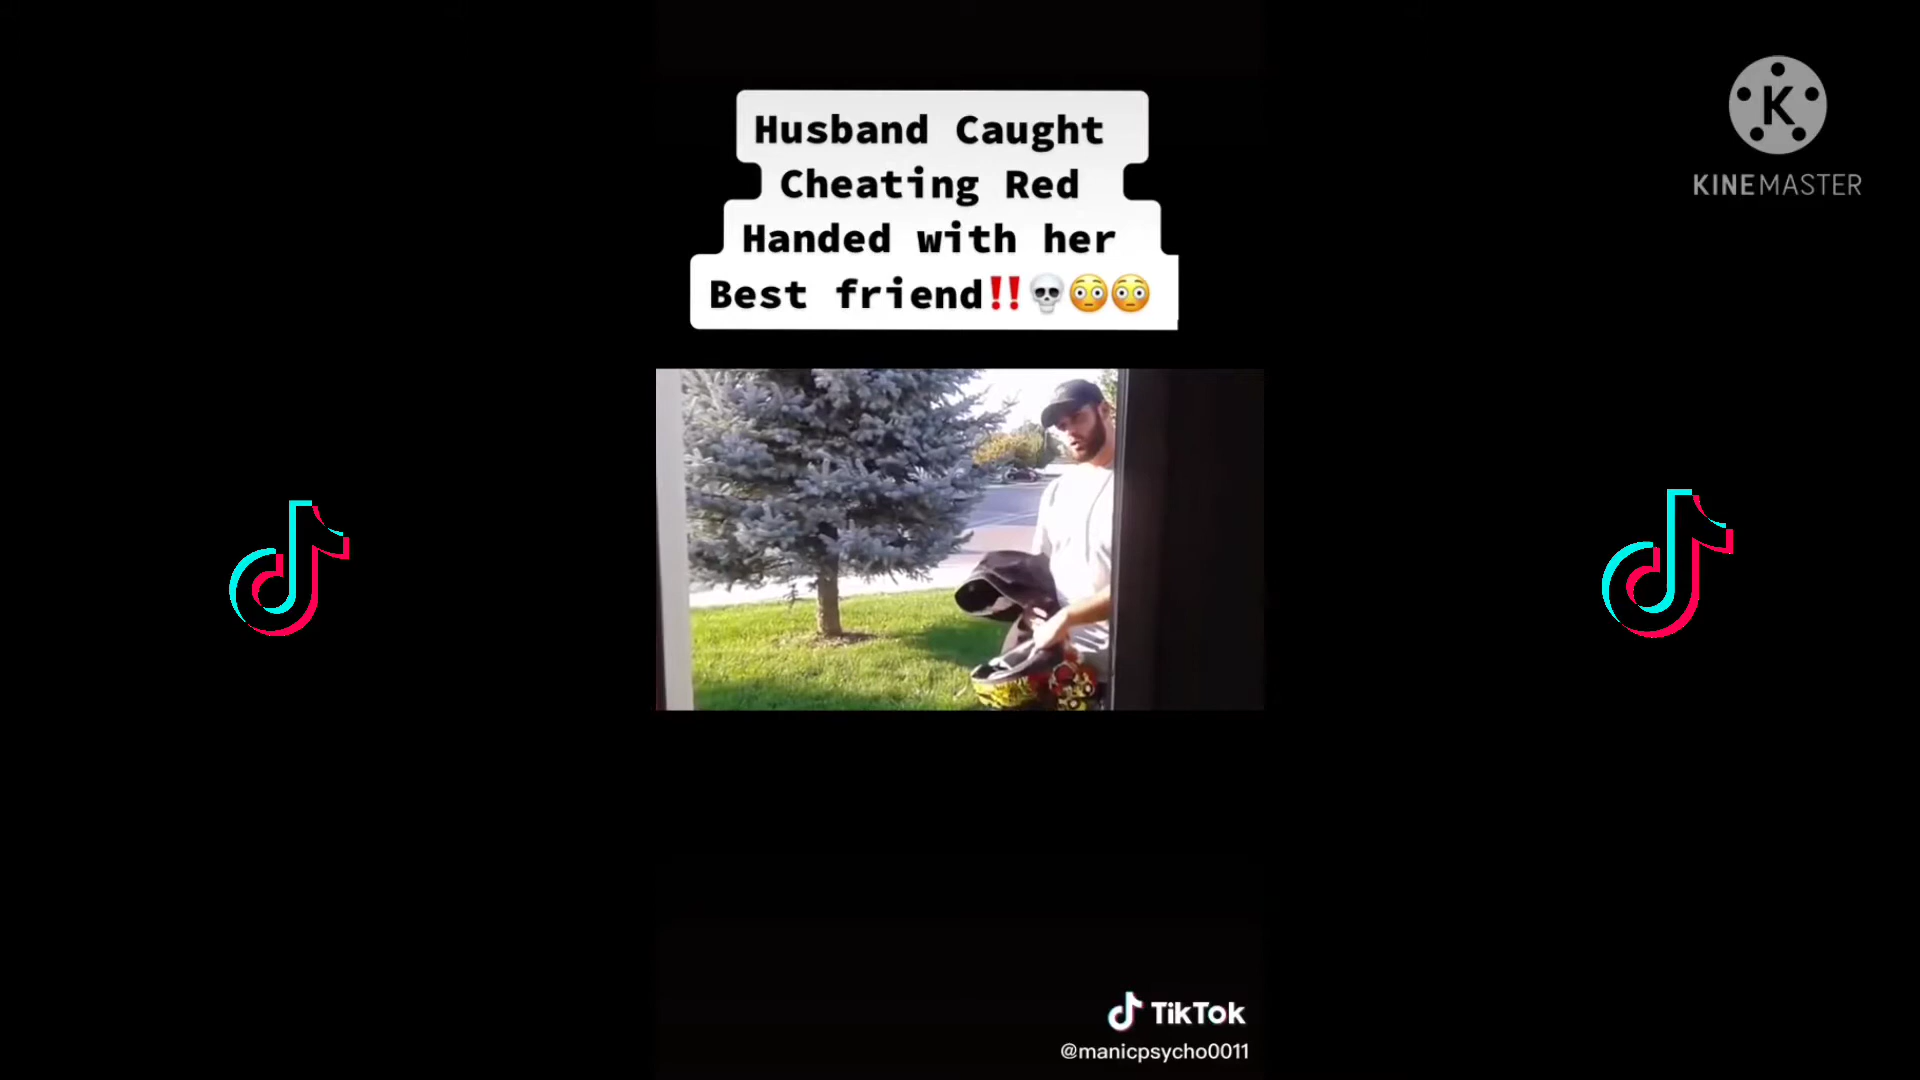 Husband Caught
Cheating Red
Handed with her
Best friend‼️💀😳😳
K
KINEMASTER
TikTok
@manicpsycho0011